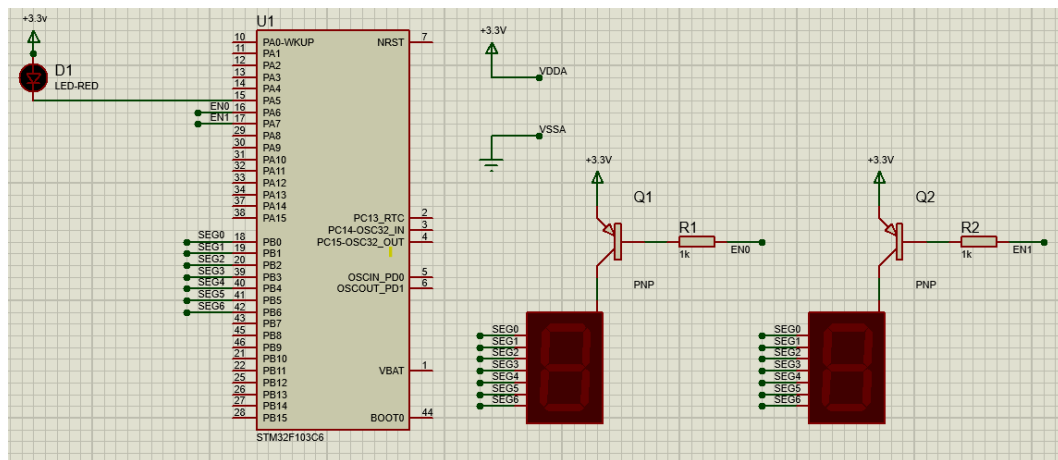 +3.3v
D1
LED-RED
U1
10 PA0-WKUP
11 PA1
12 PA2
13 PA3
14 PA4
15 PA5
EN0 16 PA6
EN1 17 PA7
29 PA8
30 PA9
31 PA10
32 PA11
33 PA12
34 PA13
37 PA14
38 PA15
SEG0 18 PB0
SEG1 19 PB1
SEG2 20 PB2
SEG3 39 PB3
SEG4 40 PB4
SEG5 41 PB5
SEG6 42 PB6
43 PB7
45 PB8
46 PB9
21 PB10
22 PB11
25 PB12
26 PB13
27 PB14
28 PB15
NRST 7
PC13_RTC 2
PC14-OSC32_IN 3
PC15-OSC32_OUT 4
OSCIN_PD0 5
OSCOUT_PD1 6
VBAT 1
BOOT0 44
STM32F103C6
+3.3V
VDDA
VSSA
+3.3V
Q1
PNP
R1
1k
EN0
SEG0
SEG1
SEG2
SEG3
SEG4
SEG5
SEG6
+3.3V
Q2
PNP
R2
1k
EN1
SEG0
SEG1
SEG2
SEG3
SEG4
SEG5
SEG6